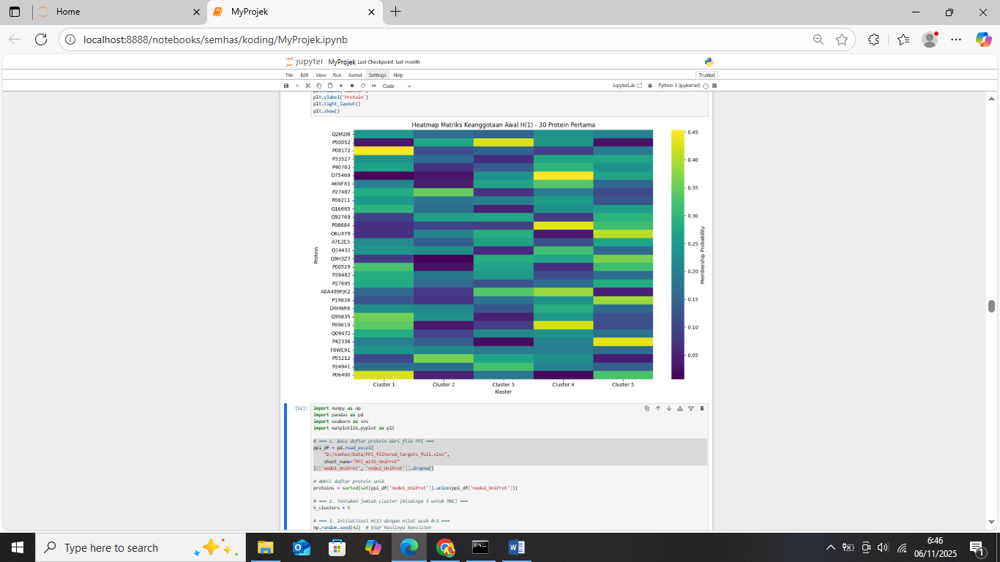 Home
MyProjek
localhost:8888/notebooks/semhas/koding/MyProjek.ipynb
jupyter MyProjek Last Checkpoint: last month
File Edit View Run Kernel Settings Help
Trusted
Code
JupyterLab
Python 3 (ipykernel)
plt.ylabel('Protein')
plt.tight_layout()
plt.show()
Heatmap Matriks Keanggotaan Awal H(1) - 30 Protein Pertama
Q2M2I8
P50052
P08172
P33527
P40763
O75469
A6NFX1
P27487
P09211
Q16665
Q92769
P08684
Q6UXT9
A7E2E5
Q14432
Q9H3Z7
P00519
P28482
P27695
A0A499FJK2
P19838
D4HNR6
Q99835
P09619
Q09472
P42336
F8WE91
P55212
P24941
P06400
Protein
Cluster 1 Cluster 2 Cluster 3 Cluster 4 Cluster 5
Klaster
0.45
0.40
0.35
0.30
0.25
0.20
0.15
0.10
0.05
Membership Probability
[62]:
import numpy as np
import pandas as pd
import seaborn as sns
import matplotlib.pyplot as plt
# === 1. Baca daftar protein dari file PPI ===
ppi_df = pd.read_excel(
"D:/semhas/Data/PPI_filtered_targets_full.xlsx",
sheet_name="PPI_with_UniProt"
)[['node1_UniProt', 'node2_UniProt']].dropna()
# Ambil daftar protein unik
proteins = sorted(set(ppi_df['node1_UniProt']).union(ppi_df['node2_UniProt']))
# === 2. Tentukan jumlah cluster (misalnya 5 untuk MNC) ===
k_clusters = 5
# === 3. Inisialisasi H(1) dengan nilai acak 0-1 ===
np.random.seed(42) # biar hasilnya konsisten
Type here to search
6:46
06/11/2025
1